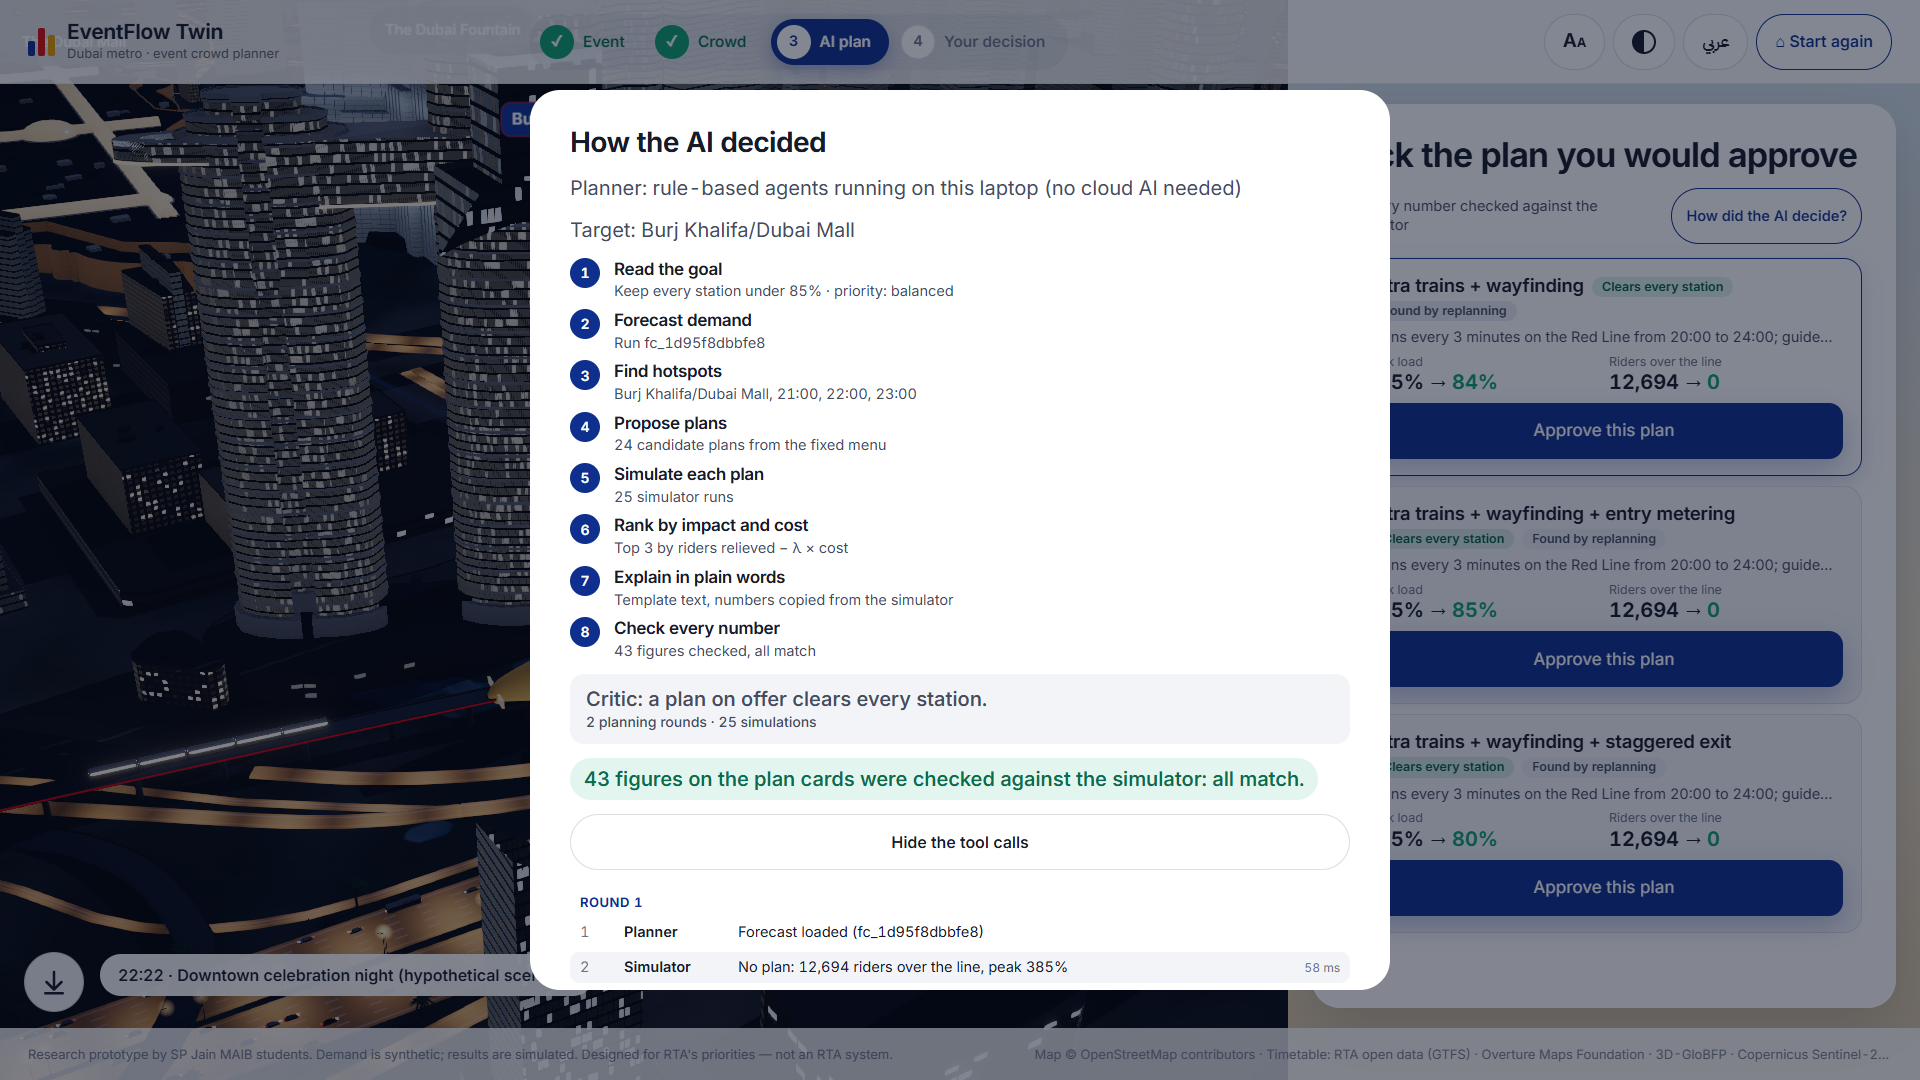 EventFlow Twin
Dubai metro · event crowd planner
The Dubai Fountain
Event
Crowd
3 AI plan
4 Your decision
AA
عربي
Start again
How the AI decided
Planner: rule-based agents running on this laptop (no cloud AI needed)
Target: Burj Khalifa/Dubai Mall
1 Read the goal
Keep every station under 85% · priority: balanced
2 Forecast demand
Run fc_1d95f8dbbfe8
3 Find hotspots
Burj Khalifa/Dubai Mall, 21:00, 22:00, 23:00
4 Propose plans
24 candidate plans from the fixed menu
5 Simulate each plan
25 simulator runs
6 Rank by impact and cost
Top 3 by riders relieved − λ × cost
7 Explain in plain words
Template text, numbers copied from the simulator
8 Check every number
43 figures checked, all match
Critic: a plan on offer clears every station.
2 planning rounds · 25 simulations
43 figures on the plan cards were checked against the simulator: all match.
Hide the tool calls
ROUND 1
1 Planner Forecast loaded (fc_1d95f8dbbfe8)
2 Simulator No plan: 12,694 riders over the line, peak 385% 58 ms
the plan you would approve
number checked against the
How did the AI decide?
trains + wayfinding Clears every station
by replanning
every 3 minutes on the Red Line from 20:00 to 24:00; guide...
load
Riders over the line
5% → 84%
12,694 → 0
Approve this plan
trains + wayfinding + entry metering
Clears every station Found by replanning
every 3 minutes on the Red Line from 20:00 to 24:00; guide...
load
Riders over the line
5% → 85%
12,694 → 0
Approve this plan
trains + wayfinding + staggered exit
Clears every station Found by replanning
every 3 minutes on the Red Line from 20:00 to 24:00; guide...
load
Riders over the line
5% → 80%
12,694 → 0
Approve this plan
22:22 · Downtown celebration night (hypothetical
Research prototype by SP Jain MAIB students. Demand is synthetic; results are simulated. Designed for RTA's priorities — not an RTA system.
Map © OpenStreetMap contributors · Timetable: RTA open data (GTFS) · Overture Maps Foundation · 3D-GloBFP · Copernicus Sentinel-2...